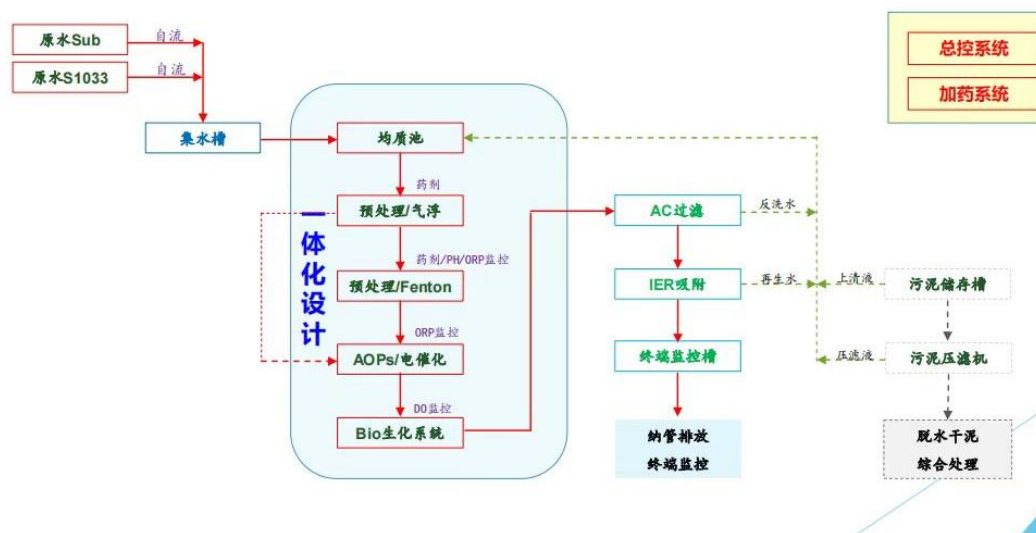 原水Sub
自流
原水S1033
自流
集水槽
总控系统
加药系统
一体化设计
均质池
药剂
预处理/气浮
药剂/PH/ORP监控
预处理/Fenton
ORP监控
AOPs/电催化
DO监控
Bio生化系统
AC过滤
反洗水
IER吸附
再生水
终端监控槽
纳管排放
终端监控
上清液
污泥储存槽
压滤液
污泥压滤机
脱水干泥
综合处理